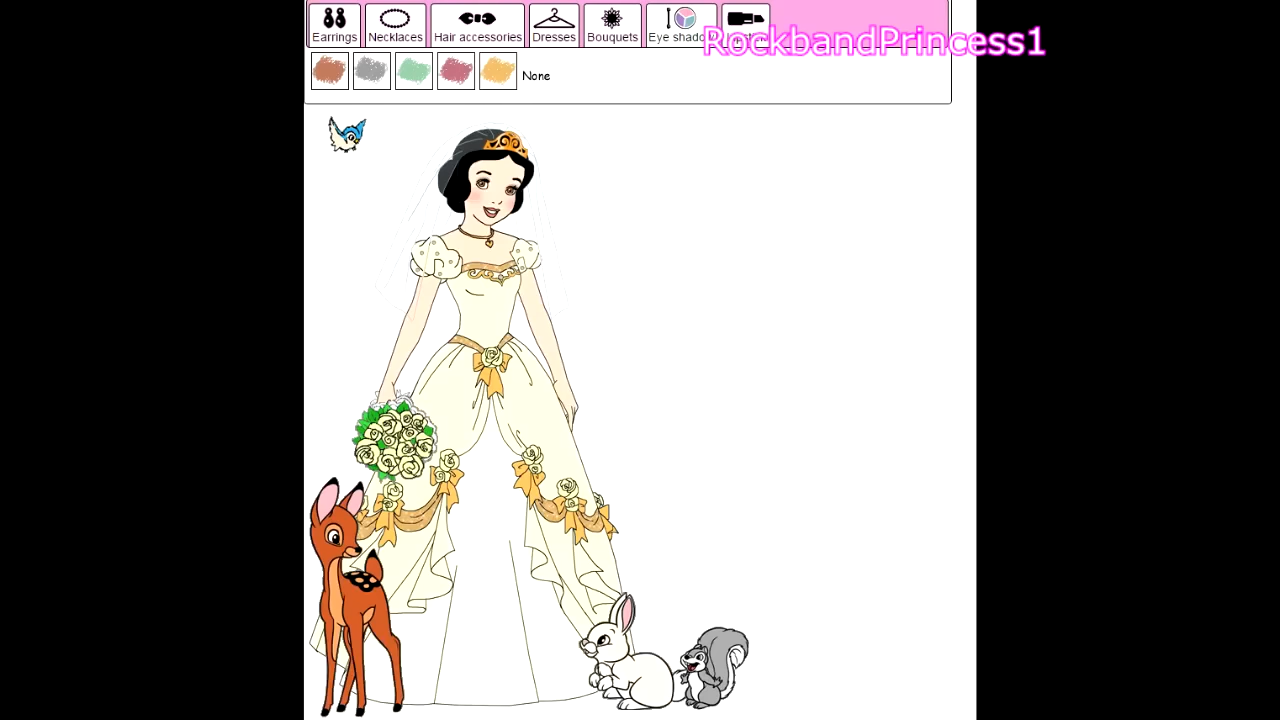 Earrings Necklaces Hair accessories Dresses Bouquets Eye shado
RockbandPrincess1
None